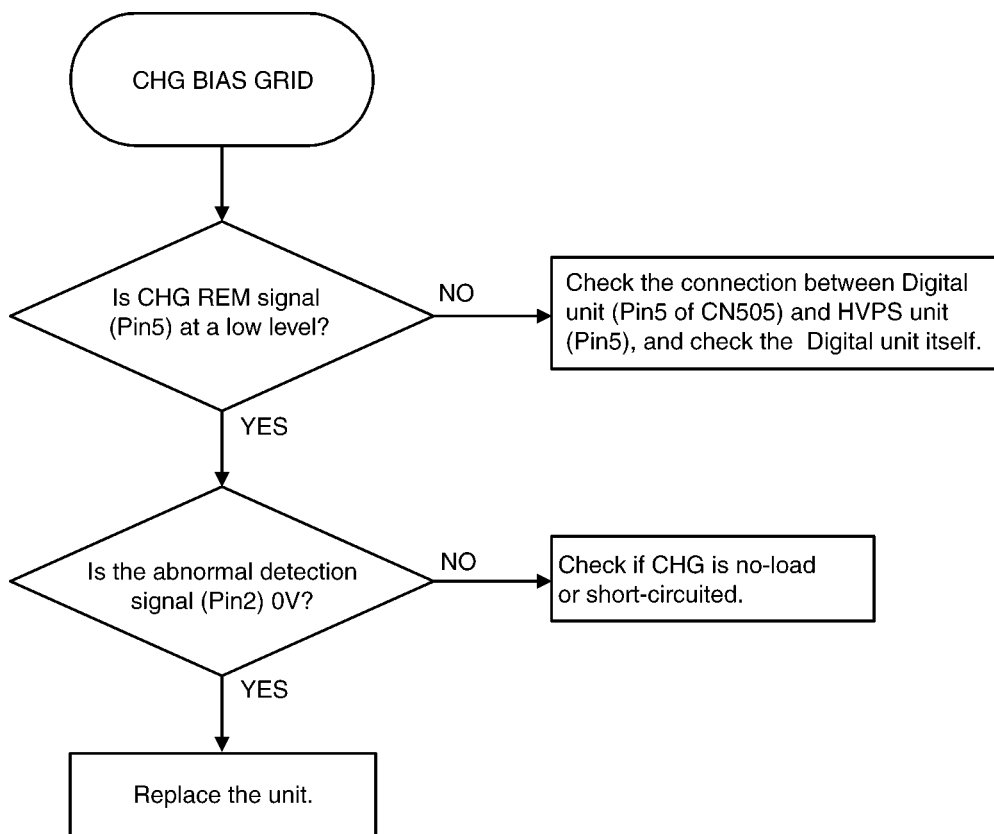 CHG BIAS GRID
Is CHG REM signal
(Pin5) at a low level?
NO
Check the connection between Digital
unit (Pin5 of CN505) and HVPS unit
(Pin5), and check the Digital unit itself.
YES
Is the abnormal detection
signal (Pin2) 0V?
NO
Check if CHG is no-load
or short-circuited.
YES
Replace the unit.